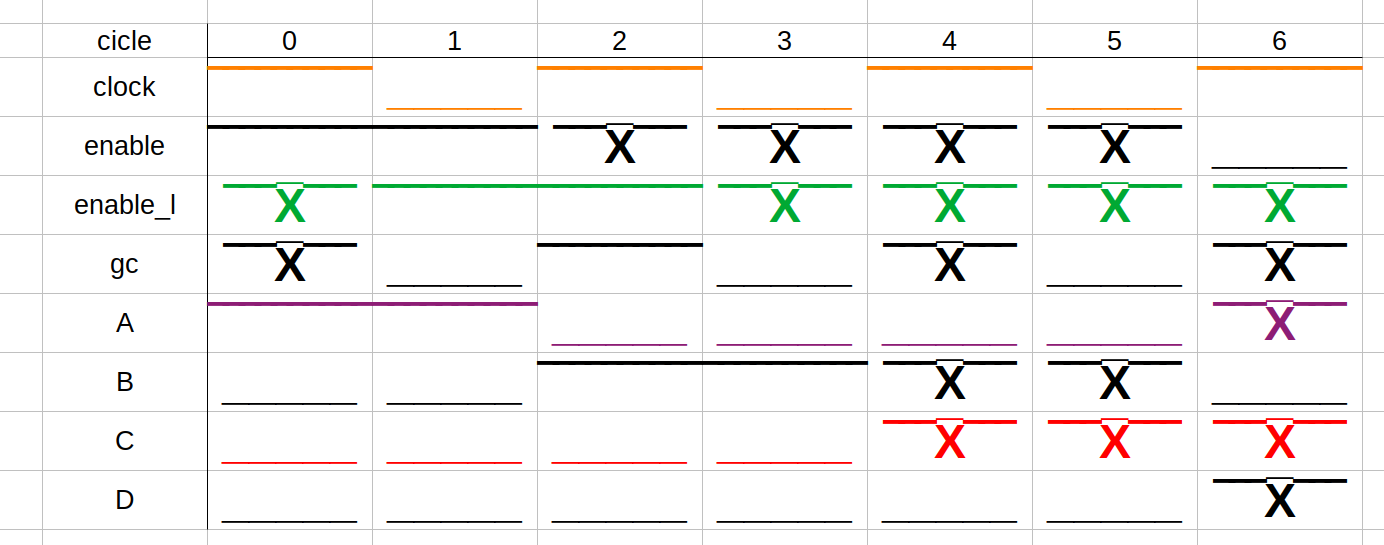 cicle 0 1 2 3 4 5 6
clock
enable X X X X
enable_l X X X X X
gc X X X
A X
B X X
C X X X
D X